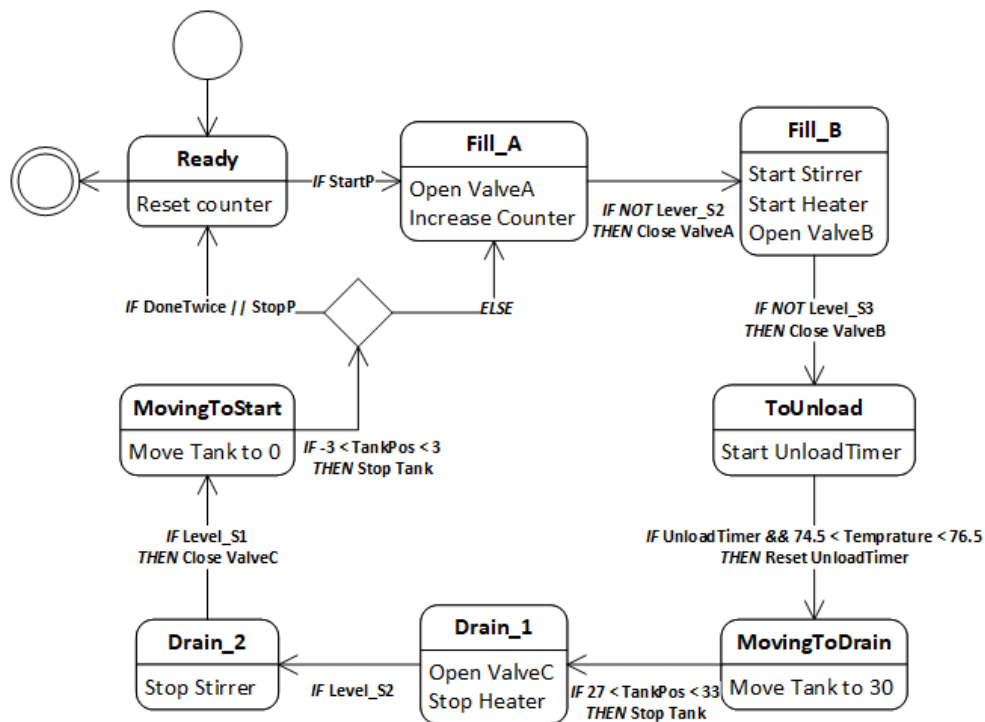 Ready
Reset counter
IF StartP
Fill_A
Open ValveA
Increase Counter
IF NOT Lever_S2
THEN Close ValveA
Fill_B
Start Stirrer
Start Heater
Open ValveB
IF NOT Level_S3
THEN Close ValveB
ToUnload
Start UnloadTimer
IF UnloadTimer && 74.5 < Temprature < 76.5
THEN Reset UnloadTimer
MovingToDrain
Move Tank to 30
IF 27 < TankPos < 33
THEN Stop Tank
Drain_1
Open ValveC
Stop Heater
IF Level_S2
Drain_2
Stop Stirrer
IF Level_S1
THEN Close ValveC
MovingToStart
Move Tank to 0
IF -3 < TankPos < 3
THEN Stop Tank
IF DoneTwice // StopP
ELSE